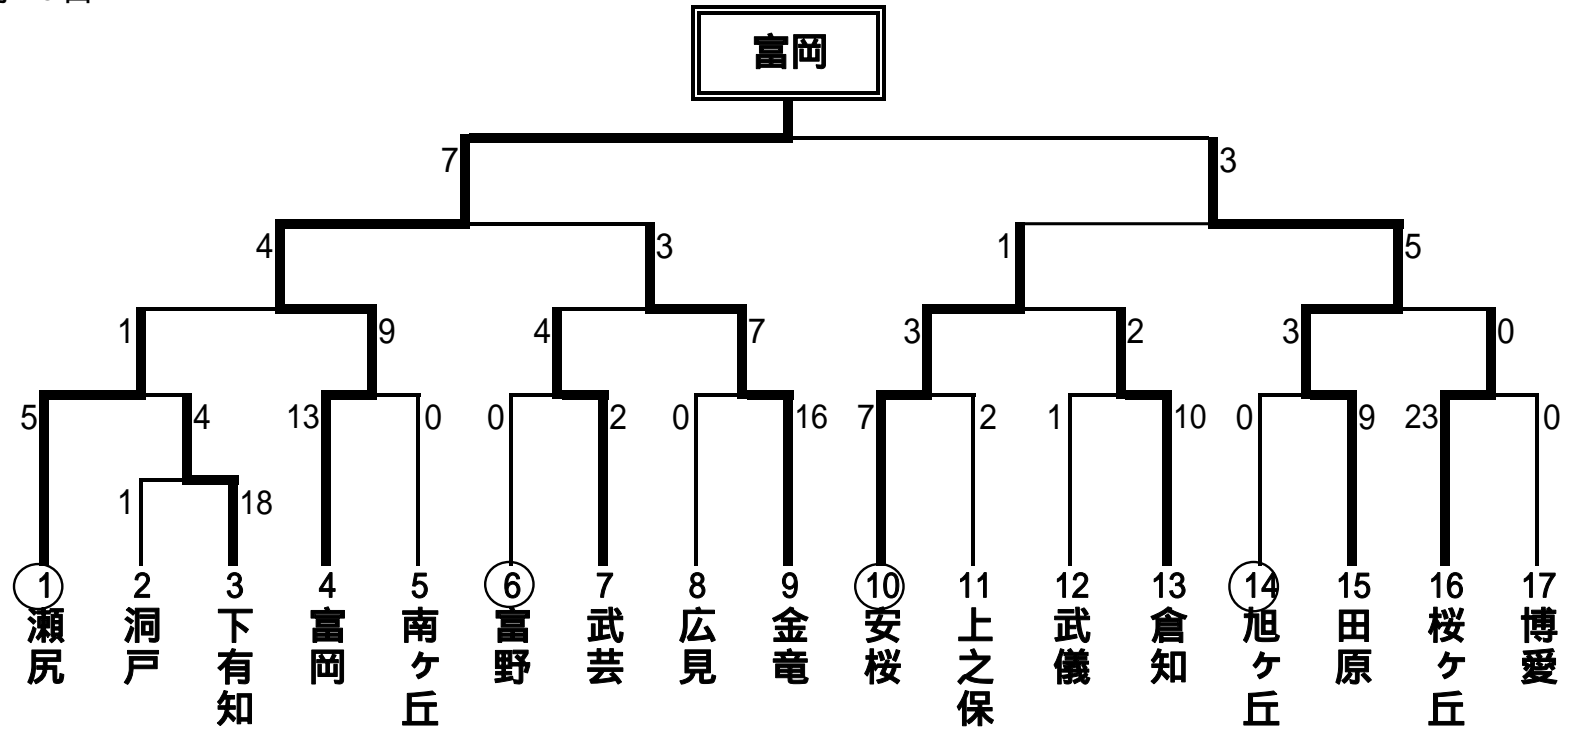 富岡
7 3
4 3 1 5
1 9 4 7 3 2 3 0
5 4 13 0 0 2 0 16 7 2 1 10 0 9 23 0
1 18
1 2 3 4 5 6 7 8 9 10 11 12 13 14 15 16 17
瀬尻
洞戸
下有知
富岡
南ヶ丘
富野
武芸
広見
金竜
安桜
上之保
武儀
倉知
旭ヶ丘
田原
桜ヶ丘
博愛